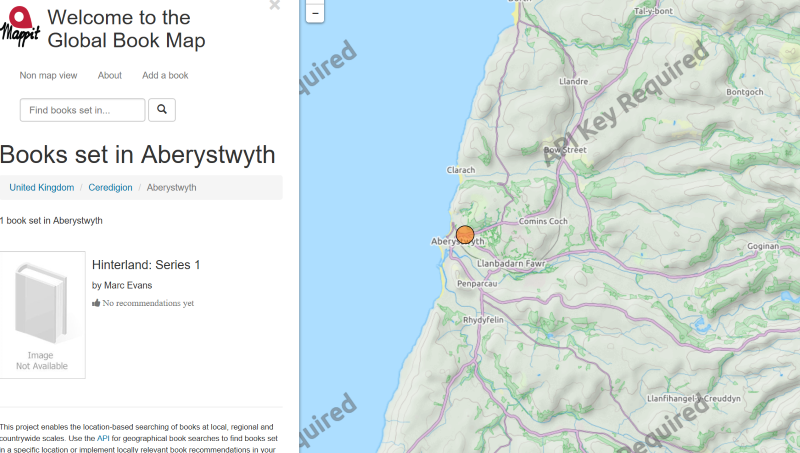 Mappit
Welcome to the
Global Book Map
Non map view About Add a book
Find books set in...
Books set in Aberystwyth
United Kingdom / Ceredigion / Aberystwyth
1 book set in Aberystwyth
Image
Not Available
Hinterland: Series 1
by Marc Evans
No recommendations yet
This project enables the location-based searching of books at local, regional and
countrywide scales. Use the API for geographical book searches to find books set
in a specific location or implement locally relevant book recommendations in your
−
Tal-y-bont
Llandre
Bontgoch
API Key Required
Bow Street
Clarach
Comins Coch
Aberystwyth
Goginan
Llanbadarn Fawr
Penparcau
Rhydyfelin
Llanfihangel-y-Creuddyn
quired
quired
Required